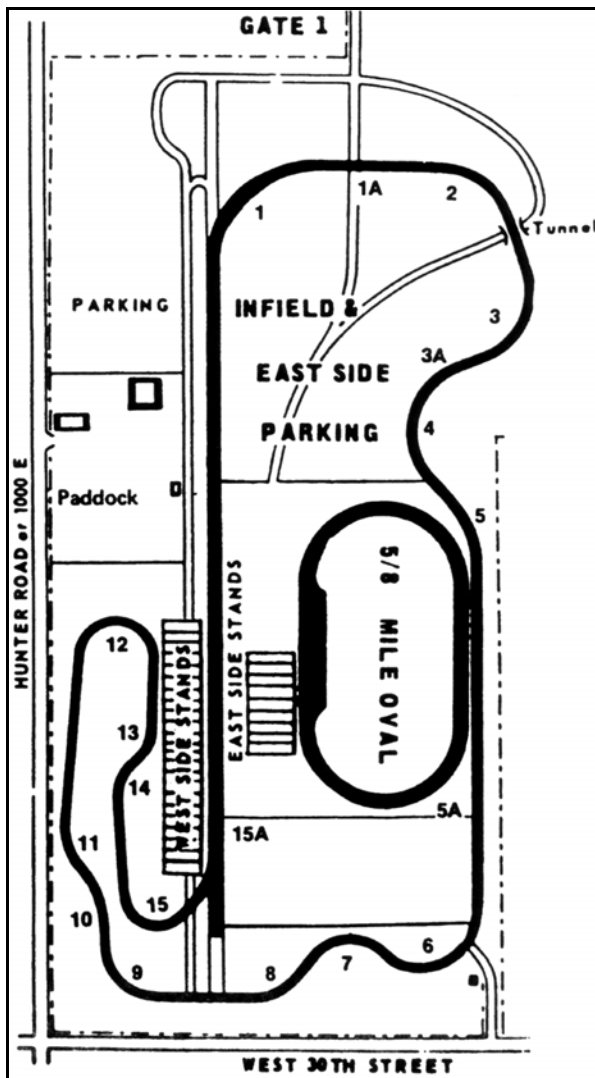 GATE 1
1
1A
2
Tunnel
PARKING
INFIELD &
3
3A
EAST SIDE
4
PARKING
Paddock
5
HUNTER ROAD or 1000 E
5/8 MILE OVAL
EAST SIDE STANDS
WEST SIDE STANDS
12
13
14
5A
15A
11
15
10
6
7
9
8
WEST 30TH STREET